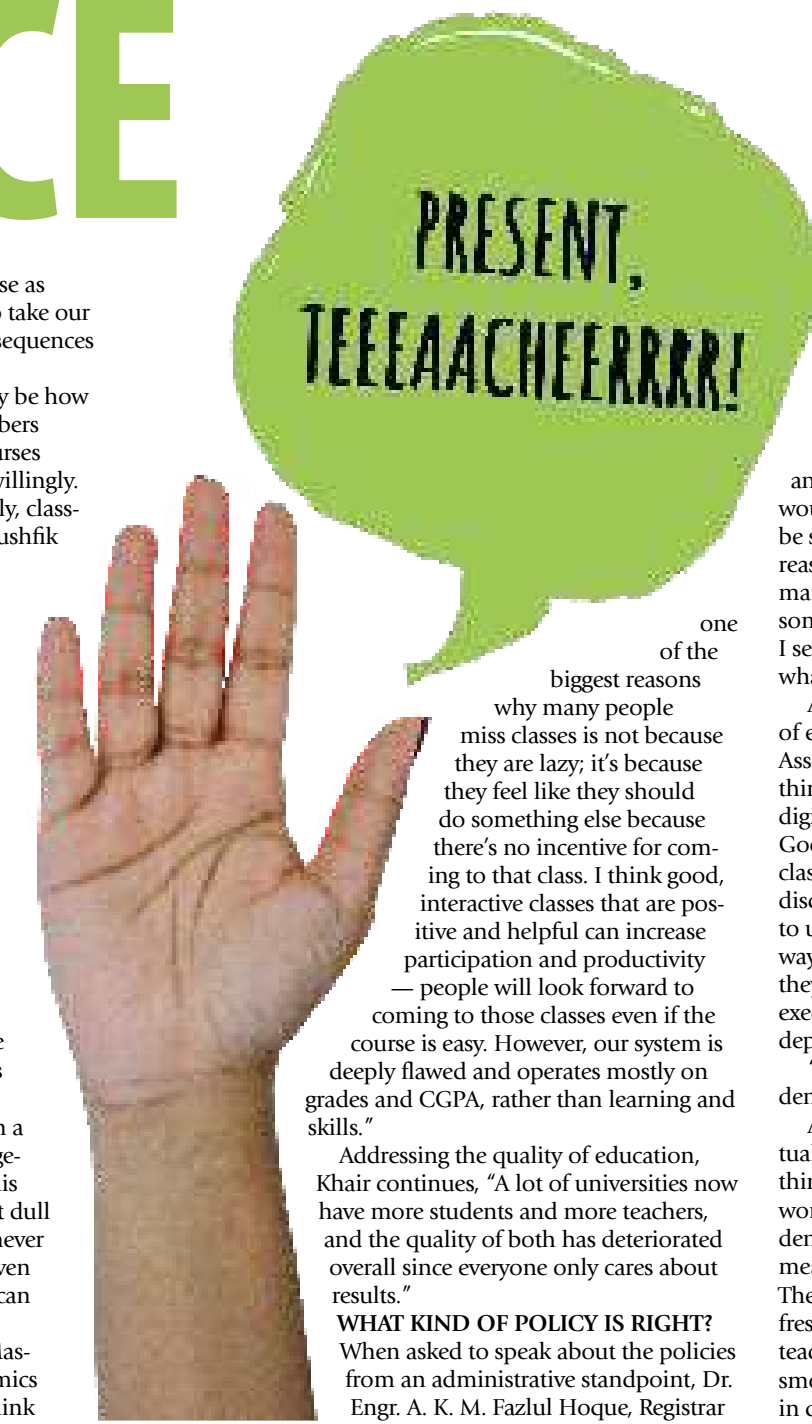 CE
se as
take our
sequences
y be how
bers
urses
willingly.
ly, class-
ushfik
e
s
n a
ge-
is
t dull
never
ven
can
Mas-
mics
ink
PRESENT,
TEEEAACHEERRRR!
one
of the
biggest reasons
why many people
miss classes is not because
they are lazy; it's because
they feel like they should
do something else because
there's no incentive for com-
ing to that class. I think good,
interactive classes that are pos-
itive and helpful can increase
participation and productivity
— people will look forward to
coming to those classes even if the
course is easy. However, our system is
deeply flawed and operates mostly on
grades and CGPA, rather than learning and
skills."
Addressing the quality of education,
Khair continues, "A lot of universities now
have more students and more teachers,
and the quality of both has deteriorated
overall since everyone only cares about
results."
WHAT KIND OF POLICY IS RIGHT?
When asked to speak about the policies
from an administrative standpoint, Dr.
Engr. A. K. M. Fazlul Hoque, Registrar
an
wou
be s
reas
ma
som
I se
wha
A
of e
Ass
thin
digi
Goo
clas
disc
to u
way
they
exe
dep
den
A
tual
thin
wor
den
mea
The
fres
teac
smo
in c